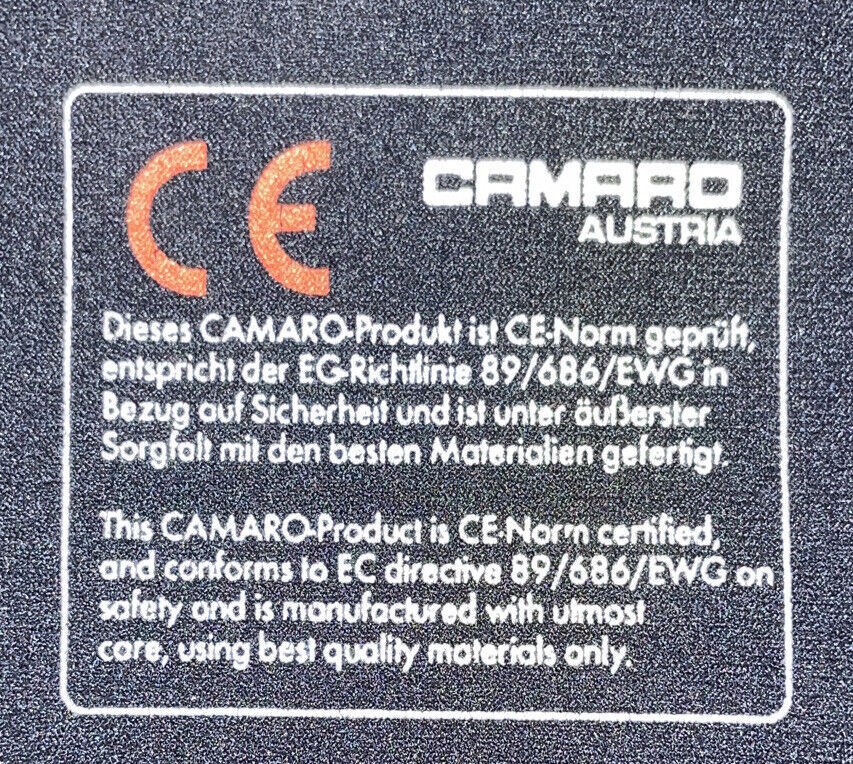 CE
CAMARO
AUSTRIA
Dieses CAMARO-Produkt ist CE-Norm geprüft,
entspricht der EG-Richtlinie 89/686/EWG in
Bezug auf Sicherheit und ist unter äußerster
Sorgfalt mit den besten Materialien gefertigt.
This CAMARO-Product is CE-Norm certified,
and conforms to EC directive 89/686/EWG on
safety and is manufactured with utmost
care, using best quality materials only.